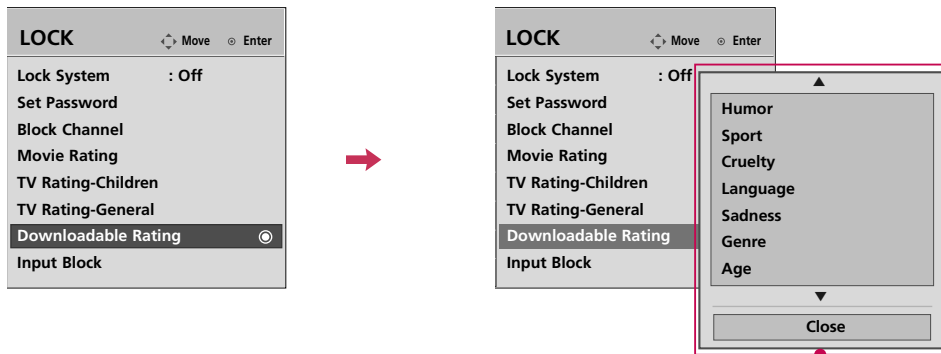 LOCK Move Enter
Lock System : Off
Set Password
Block Channel
Movie Rating
TV Rating-Children
TV Rating-General
Downloadable Rating
Input Block
LOCK Move Enter
Lock System : Off
Set Password
Block Channel
Movie Rating
TV Rating-Children
TV Rating-General
Downloadable Rating
Input Block
Humor
Sport
Cruelty
Language
Sadness
Genre
Age
Close